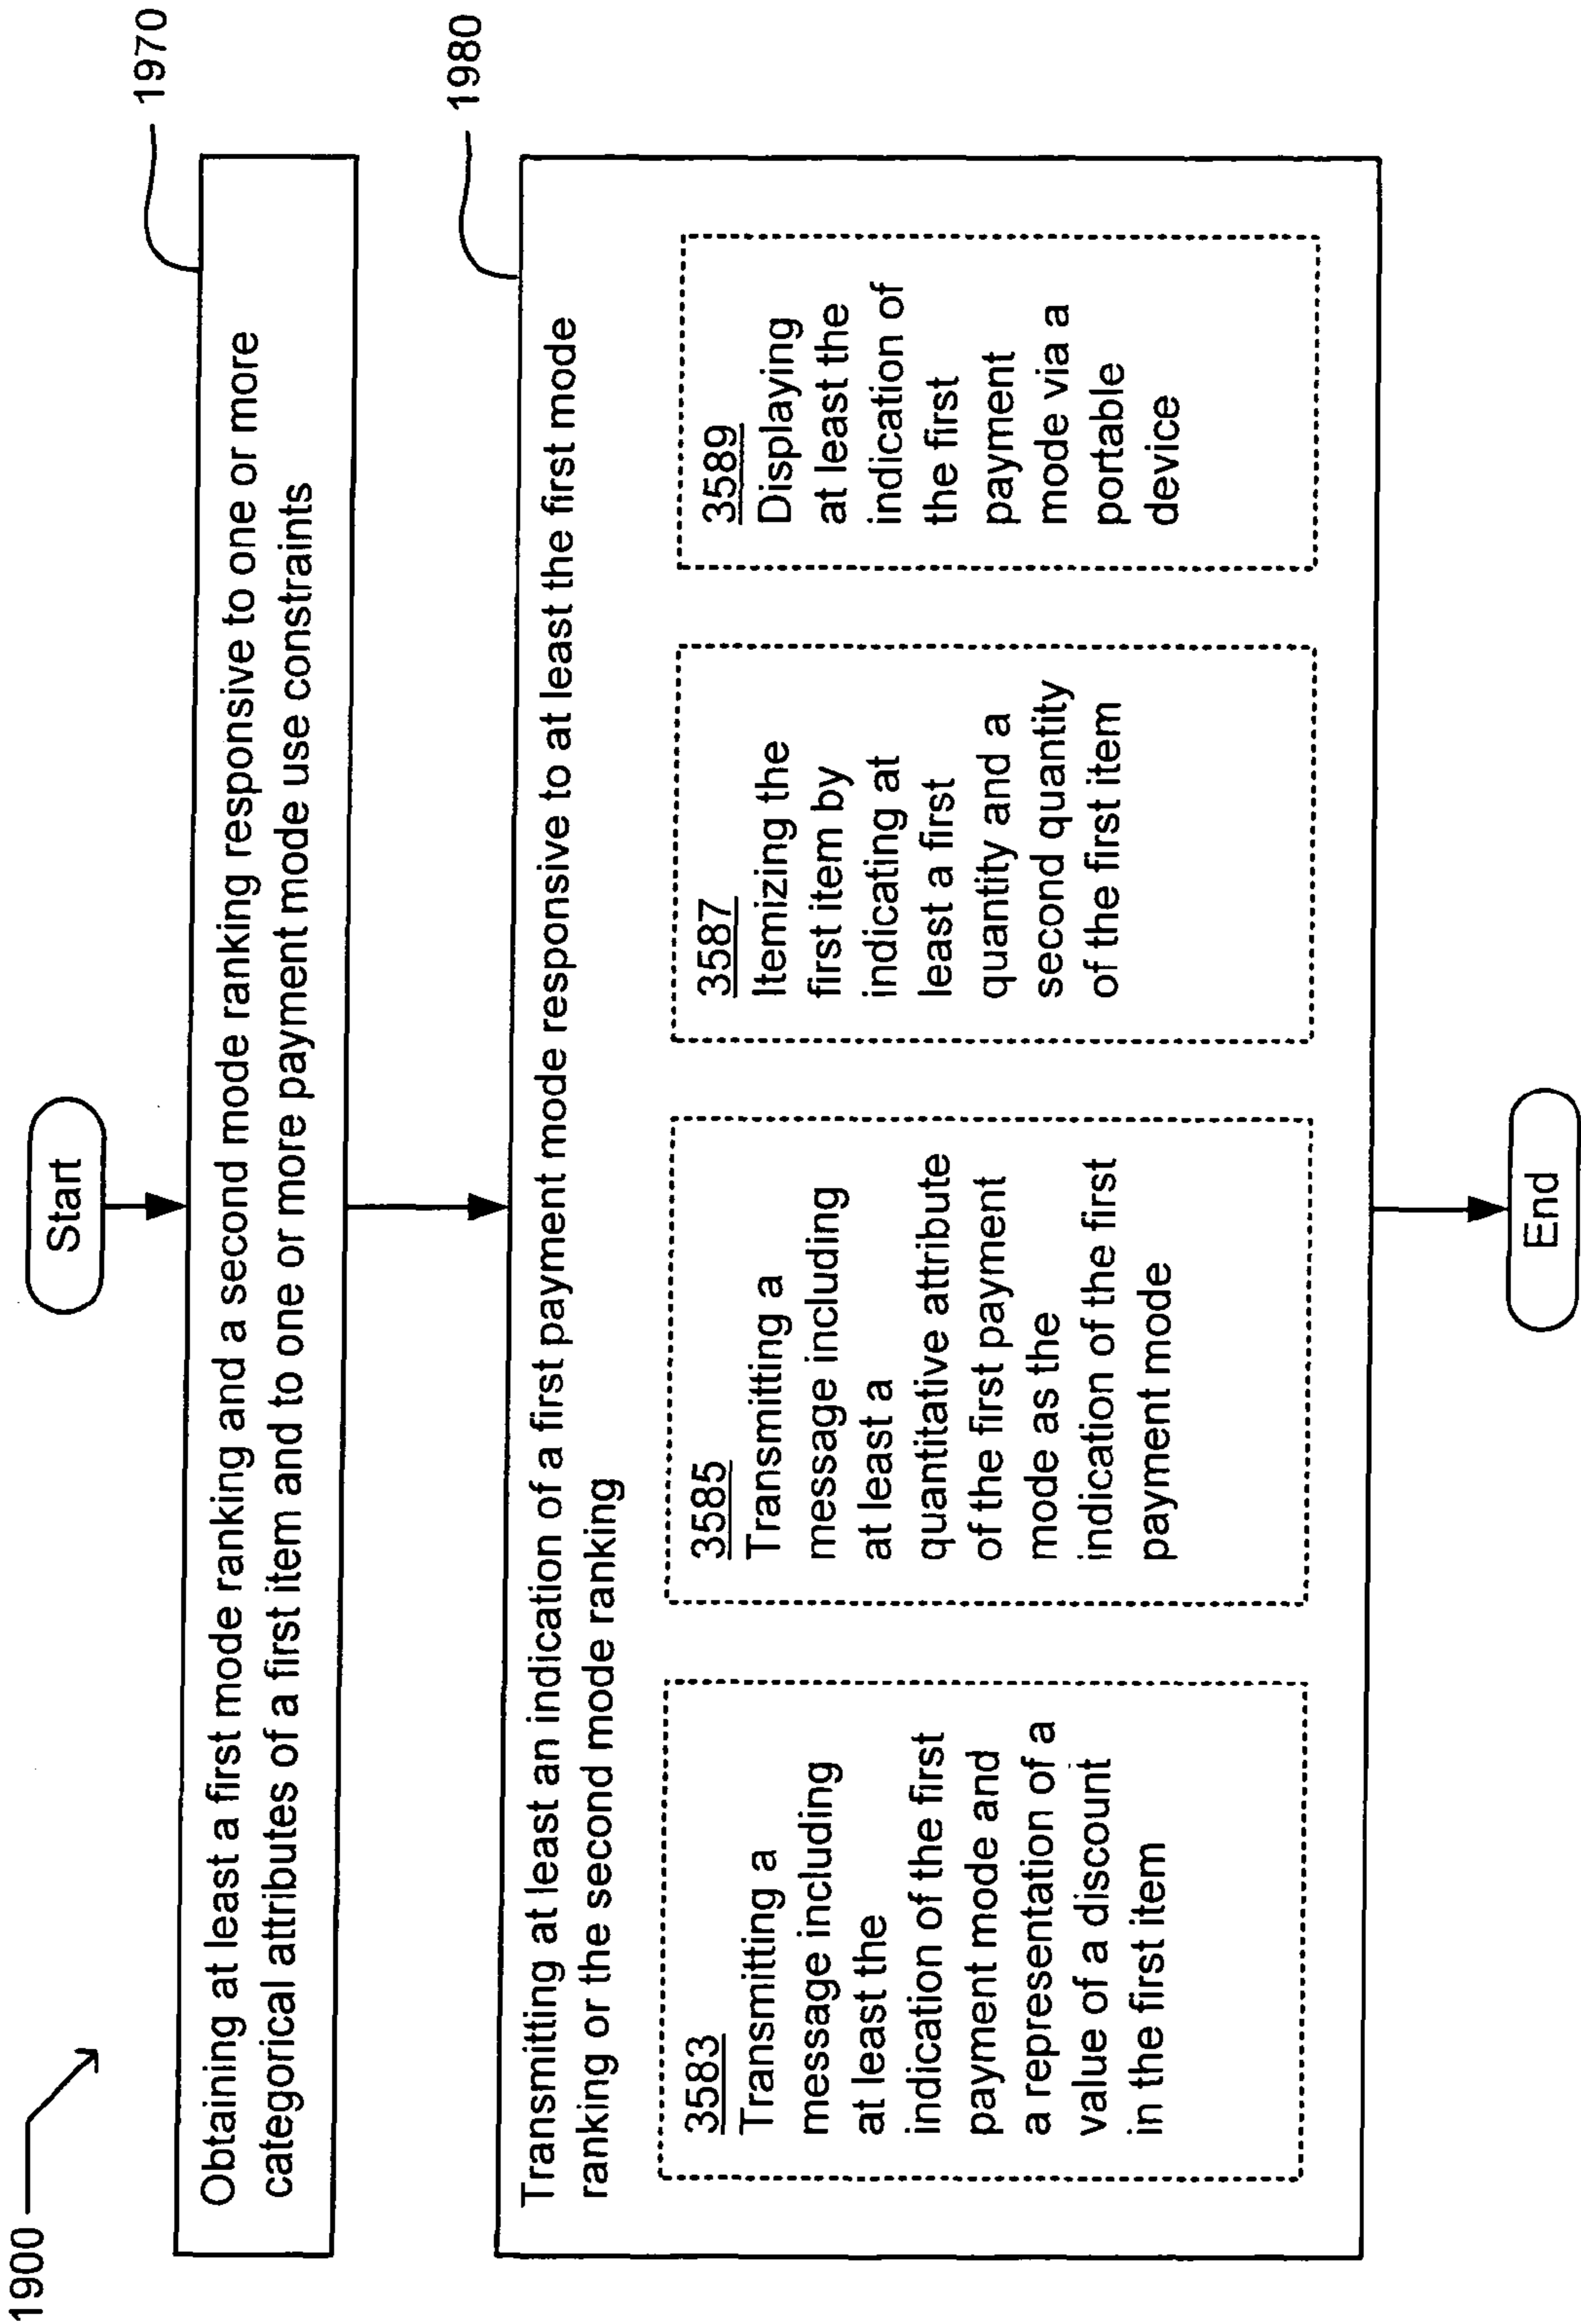 1900
Start
1970
Obtaining at least a first mode ranking and a second mode ranking responsive to one or more
categorical attributes of a first item and to one or more payment mode use constraints
1980
Transmitting at least an indication of a first payment mode responsive to at least the first mode
ranking or the second mode ranking
3583
Transmitting a
message including
at least the
indication of the first
payment mode and
a representation of a
value of a discount
in the first item
3585
Transmitting a
message including
at least a
quantitative attribute
of the first payment
mode as the
indication of the first
payment mode
3587
Itemizing the
first item by
indicating at
least a first
quantity and a
second quantity
of the first item
3589
Displaying
at least the
indication of
the first
payment
mode via a
portable
device
End